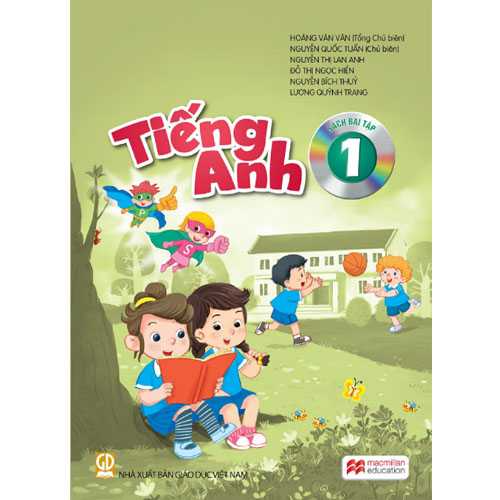 HOÀNG VĂN VÂN (Tổng Chủ biên)
NGUYỄN QUỐC TUẤN (Chủ biên)
NGUYỄN THỊ LAN ANH
ĐỖ THỊ NGỌC HIỀN
NGUYỄN BÍCH THUỶ
LƯƠNG QUỲNH TRANG
Tiếng
Anh
SÁCH BÀI TẬP
1
P
S
NHÀ XUẤT BẢN GIÁO DỤC VIỆT NAM
macmillan
education